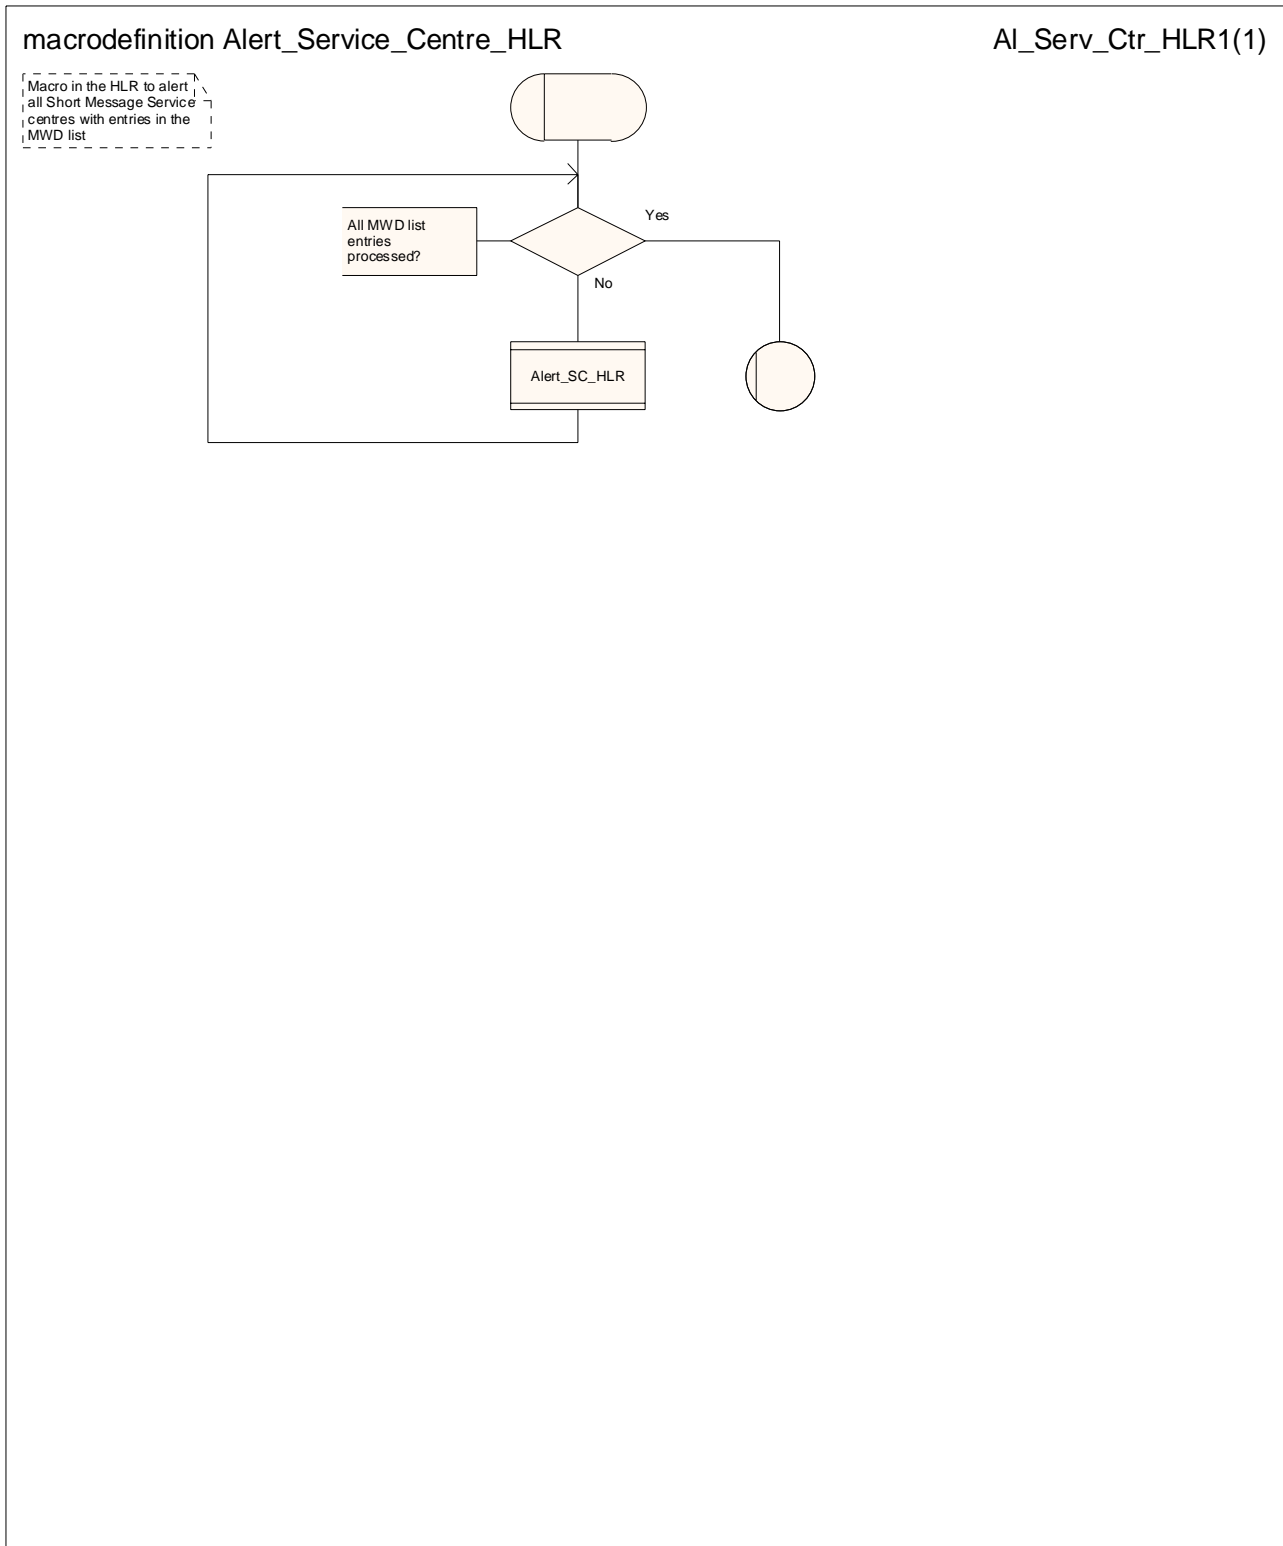 macrodefinition Alert_Service_Centre_HLR
Al_Serv_Ctr_HLR1(1)
Macro in the HLR to alert
all Short Message Service
centres with entries in the
MWD list
All MWD list
entries
processed?
Yes
No
Alert_SC_HLR